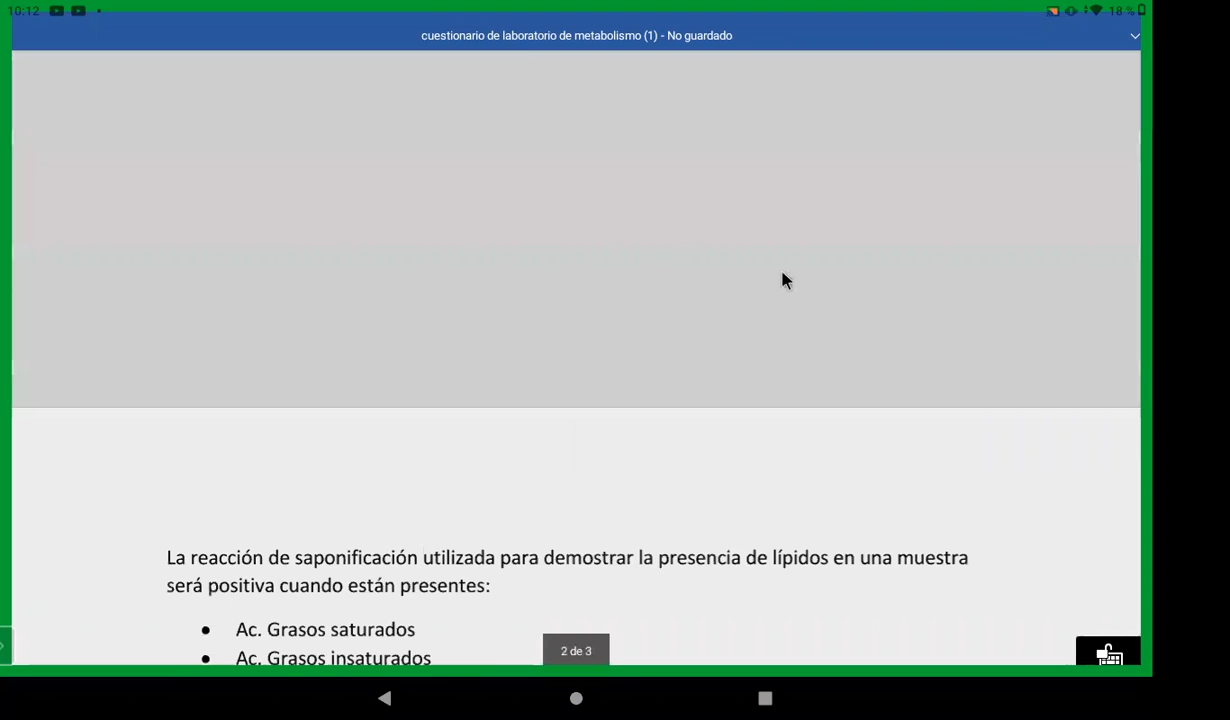 10:12
18 %
cuestionario de laboratorio de metabolismo (1) - No guardado
La reacción de saponificación utilizada para demostrar la presencia de lípidos en una muestra
será positiva cuando están presentes:
• Ac. Grasos saturados
• Ac. Grasos insaturados
2 de 3